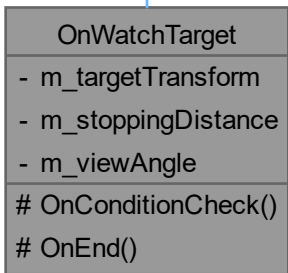 OnWatchTarget
- m_targetTransform
- m_stoppingDistance
- m_viewAngle
# OnConditionCheck()
# OnEnd()